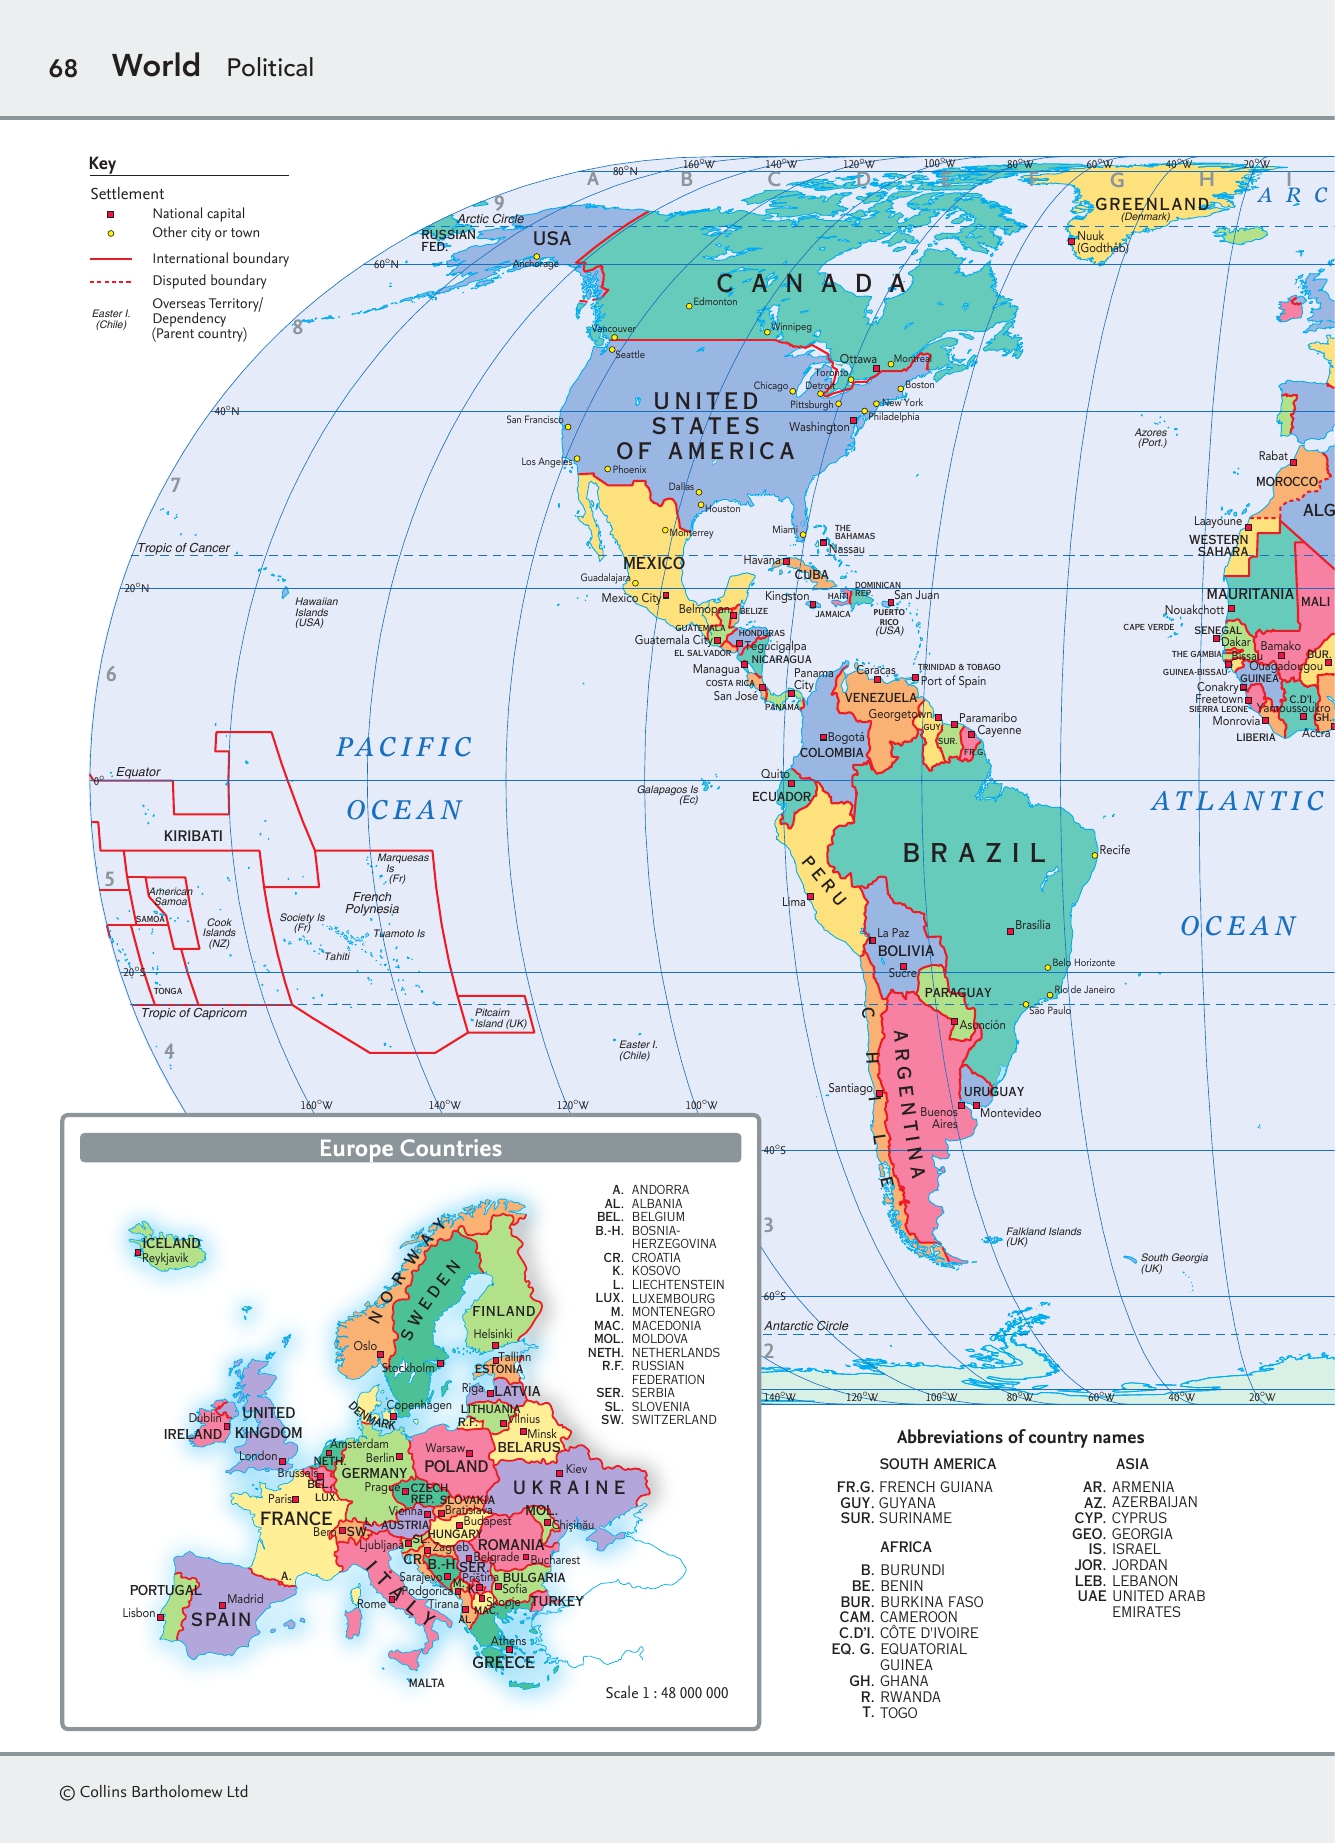 68 World Political
Key
Settlement
National capital
Other city or town
International boundary
Disputed boundary
Easter I.
(Chile)
Overseas Territory/
Dependency
(Parent country)
80°N
160°W
140°W
120°W
100°W
80°W
60°W
40°W
20°W
A
B
C
D
E
F
G
H
I
9
Arctic Circle
RUSSIAN
FED.
USA
Anchorage
60°N
GREENLAND
(Denmark)
Nuuk
(Godthåb)
ARC
8
CANADA
Edmonton
Winnipeg
Vancouver
Seattle
Ottawa
Montréal
Toronto
Chicago
Detroit
Boston
Pittsburgh
New York
Philadelphia
Washington
40°N
UNITED
STATES
OF AMERICA
San Francisco
Los Angeles
Phoenix
Dallas
Houston
Azores
(Port.)
Rabat
MOROCCO
ALG
7
Monterrey
Miami
THE
BAHAMAS
Nassau
Laayoune
WESTERN
SAHARA
Tropic of Cancer
MEXICO
Havana
CUBA
Guadalajara
20°N
Mexico City
Hawaiian
Islands
(USA)
Kingston
HAITI
DOMINICAN
REP.
San Juan
JAMAICA
PUERTO
RICO
(USA)
Belmopan
BELIZE
GUATEMALA
Guatemala City
HONDURAS
Tegucigalpa
EL SALVADOR
NICARAGUA
Managua
COSTA RICA
San José
Panama
City
PANAMA
MAURITANIA
MALI
Nouakchott
CAPE VERDE
SENEGAL
Dakar
THE GAMBIA
Bissau
GUINEA-BISSAU
Bamako
BUR.
Ouagadougou
GUINEA
Conakry
Freetown
SIERRA LEONE
C.D'I.
Yamoussoukro
GH.
Monrovia
LIBERIA
Accra
6
Caracas
TRINIDAD & TOBAGO
Port of Spain
VENEZUELA
Georgetown
GUY.
Paramaribo
Cayenne
SUR.
FR.G.
Bogotá
COLOMBIA
PACIFIC
OCEAN
Equator
0°
Quito
ECUADOR
Galapagos Is
(Ec)
ATLANTIC
OCEAN
KIRIBATI
BRAZIL
Recife
PERU
Lima
5
Marquesas
Is
(Fr)
American
Samoa
SAMOA
Cook
Islands
(NZ)
French
Polynesia
Society Is
(Fr)
Tuamoto Is
Tahiti
La Paz
BOLIVIA
Sucre
Brasília
Belo Horizonte
20°S
TONGA
PARAGUAY
Rio de Janeiro
São Paulo
Asunción
Tropic of Capricorn
Pitcairn
Island (UK)
Easter I.
(Chile)
4
CHILE
ARGENTINA
Santiago
URUGUAY
Buenos
Aires
Montevideo
160°W
140°W
120°W
100°W
40°S
3
Falkland Islands
(UK)
South Georgia
(UK)
60°S
Antarctic Circle
2
140°W
120°W
100°W
80°W
60°W
40°W
20°W
Europe Countries
A. ANDORRA
AL. ALBANIA
BEL. BELGIUM
B.-H. BOSNIA-
HERZEGOVINA
CR. CROATIA
K. KOSOVO
L. LIECHTENSTEIN
LUX. LUXEMBOURG
M. MONTENEGRO
MAC. MACEDONIA
MOL. MOLDOVA
NETH. NETHERLANDS
R.F. RUSSIAN
FEDERATION
SER. SERBIA
SL. SLOVENIA
SW. SWITZERLAND
ICELAND
Reykjavik
NORWAY
SWEDEN
FINLAND
Helsinki
Oslo
Stockholm
Tallinn
ESTONIA
Riga
LATVIA
DENMARK
Copenhagen
LITHUANIA
R.F.
Vilnius
Minsk
BELARUS
Dublin
IRELAND
UNITED
KINGDOM
London
Amsterdam
NETH.
Berlin
Warsaw
POLAND
Brussels
BEL.
GERMANY
Kiev
UKRAINE
LUX.
Prague
CZECH
REP.
SLOVAKIA
Paris
FRANCE
Vienna
Bratislava
MOL.
L.
AUSTRIA
Budapest
Chişinău
Bern
SW.
HUNGARY
Ljubljana
SL.
Zagreb
ROMANIA
CR.
B.-H.
SER.
Belgrade
Bucharest
Sarajevo
Priština
BULGARIA
A.
ITALY
M.
K.
Podgorica
Sofia
Skopje
PORTUGAL
Madrid
Rome
Tirana
MAC.
TURKEY
Lisbon
SPAIN
AL.
Athens
GREECE
MALTA
Scale 1 : 48 000 000
Abbreviations of country names
SOUTH AMERICA
FR.G. FRENCH GUIANA
GUY. GUYANA
SUR. SURINAME
AFRICA
B. BURUNDI
BE. BENIN
BUR. BURKINA FASO
CAM. CAMEROON
C.D'I. CÔTE D'IVOIRE
EQ. G. EQUATORIAL
GUINEA
GH. GHANA
R. RWANDA
T. TOGO
ASIA
AR. ARMENIA
AZ. AZERBAIJAN
CYP. CYPRUS
GEO. GEORGIA
IS. ISRAEL
JOR. JORDAN
LEB. LEBANON
UAE UNITED ARAB
EMIRATES
© Collins Bartholomew Ltd